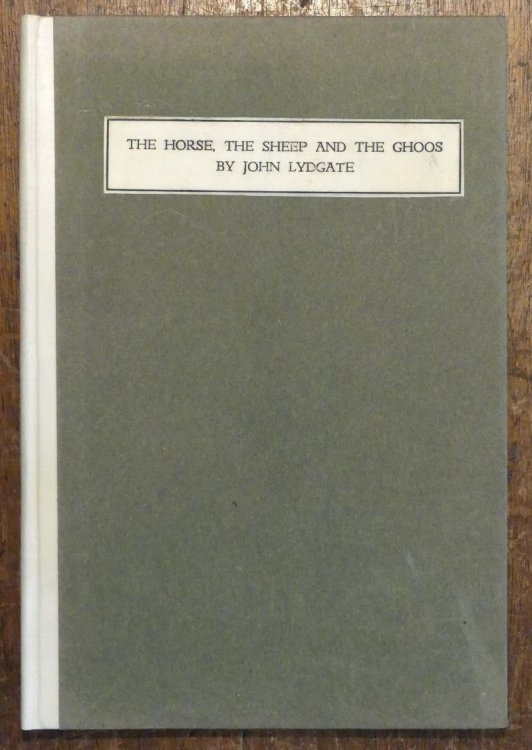 THE HORSE, THE SHEEP AND THE GHOOS
BY JOHN LYDGATE